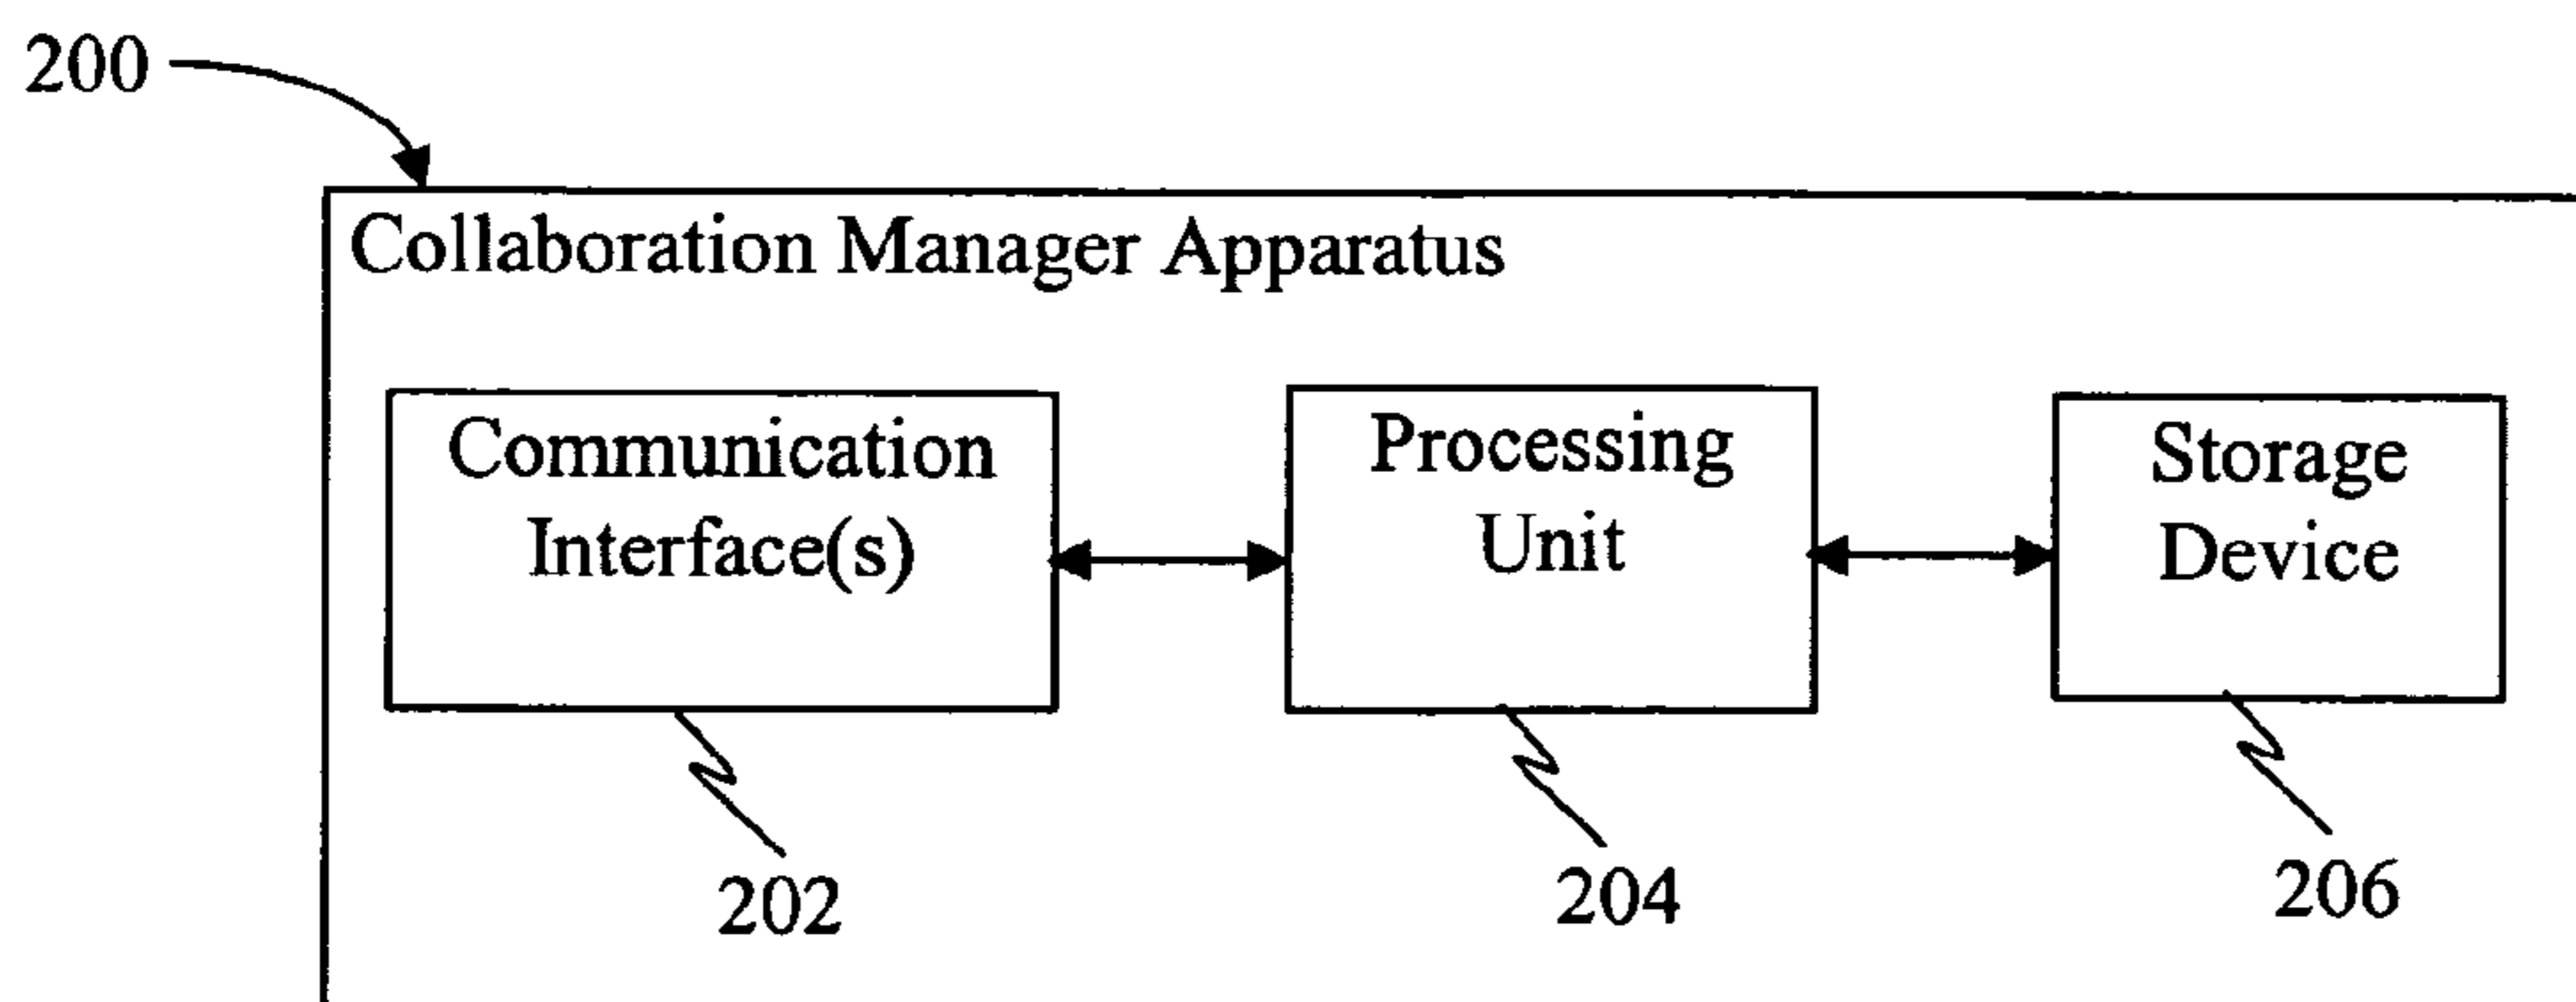 200
Collaboration Manager Apparatus
Communication
Interface(s)
Processing
Unit
Storage
Device
202
204
206